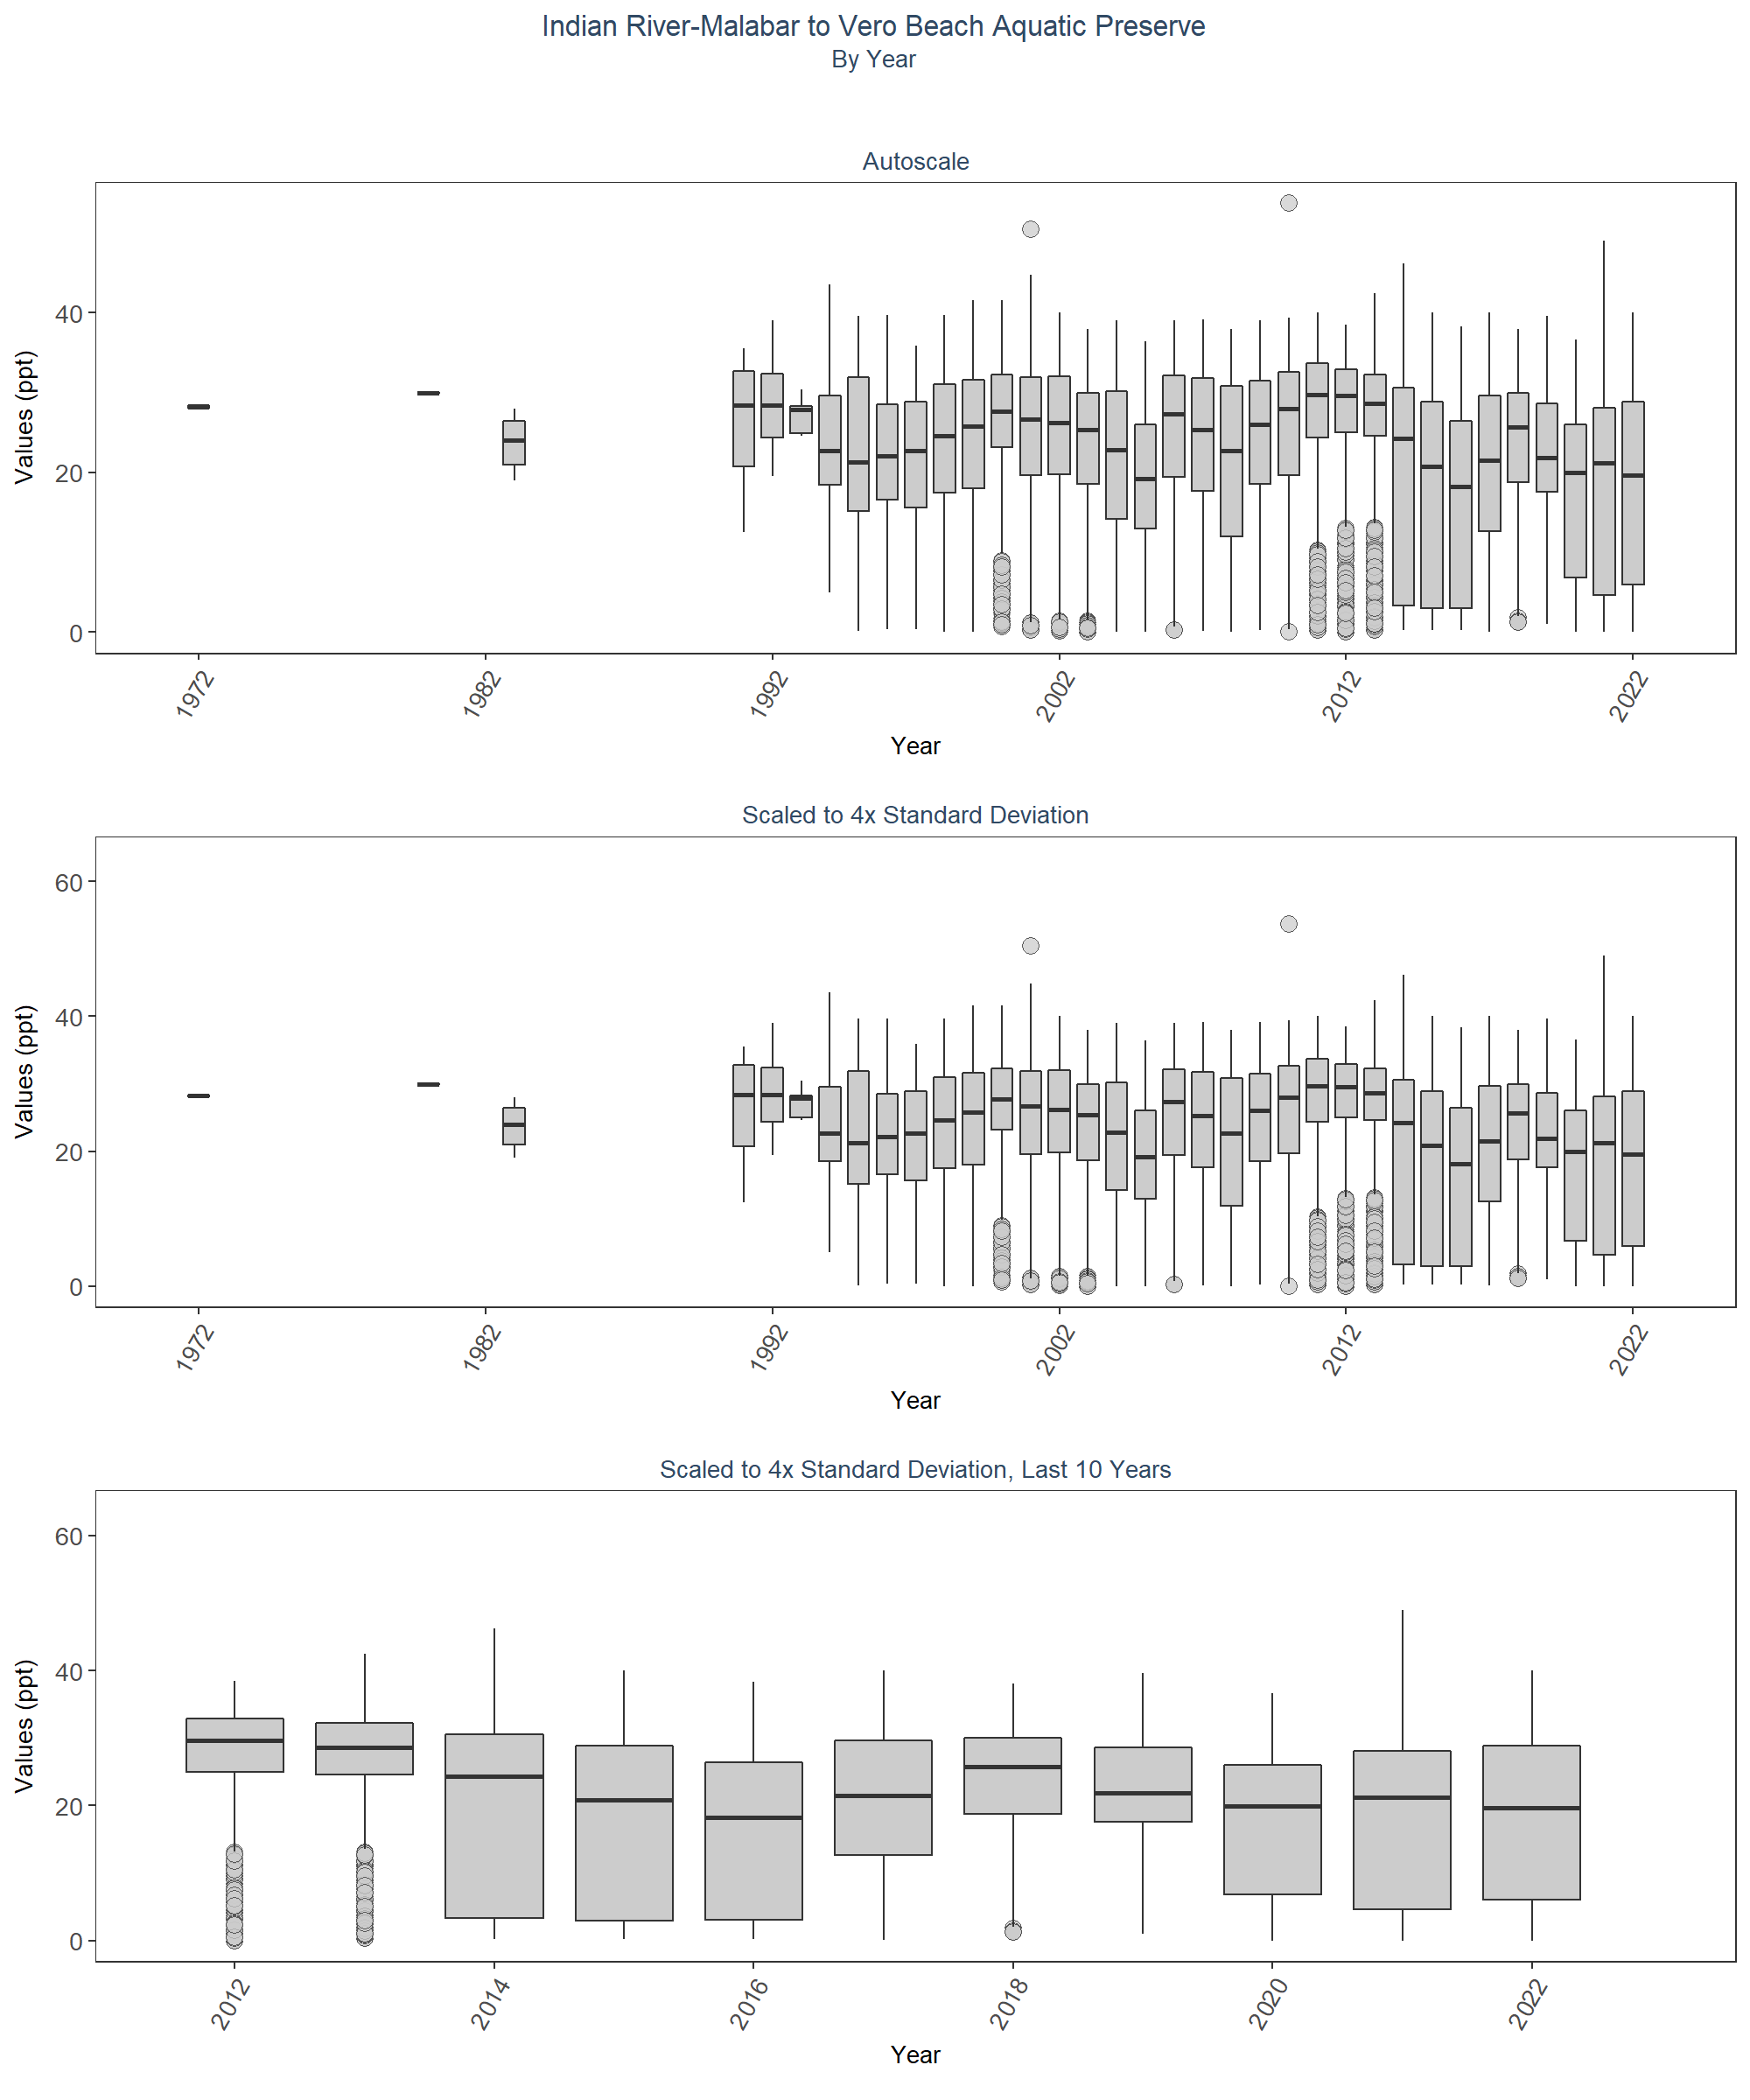 Indian River-Malabar to Vero Beach Aquatic Preserve
By Year
Autoscale
Values (ppt)
40
20
0
1972 1982 1992 2002 2012 2022
Year
Scaled to 4x Standard Deviation
Values (ppt)
60
40
20
0
1972 1982 1992 2002 2012 2022
Year
Scaled to 4x Standard Deviation, Last 10 Years
Values (ppt)
60
40
20
0
2012 2014 2016 2018 2020 2022
Year